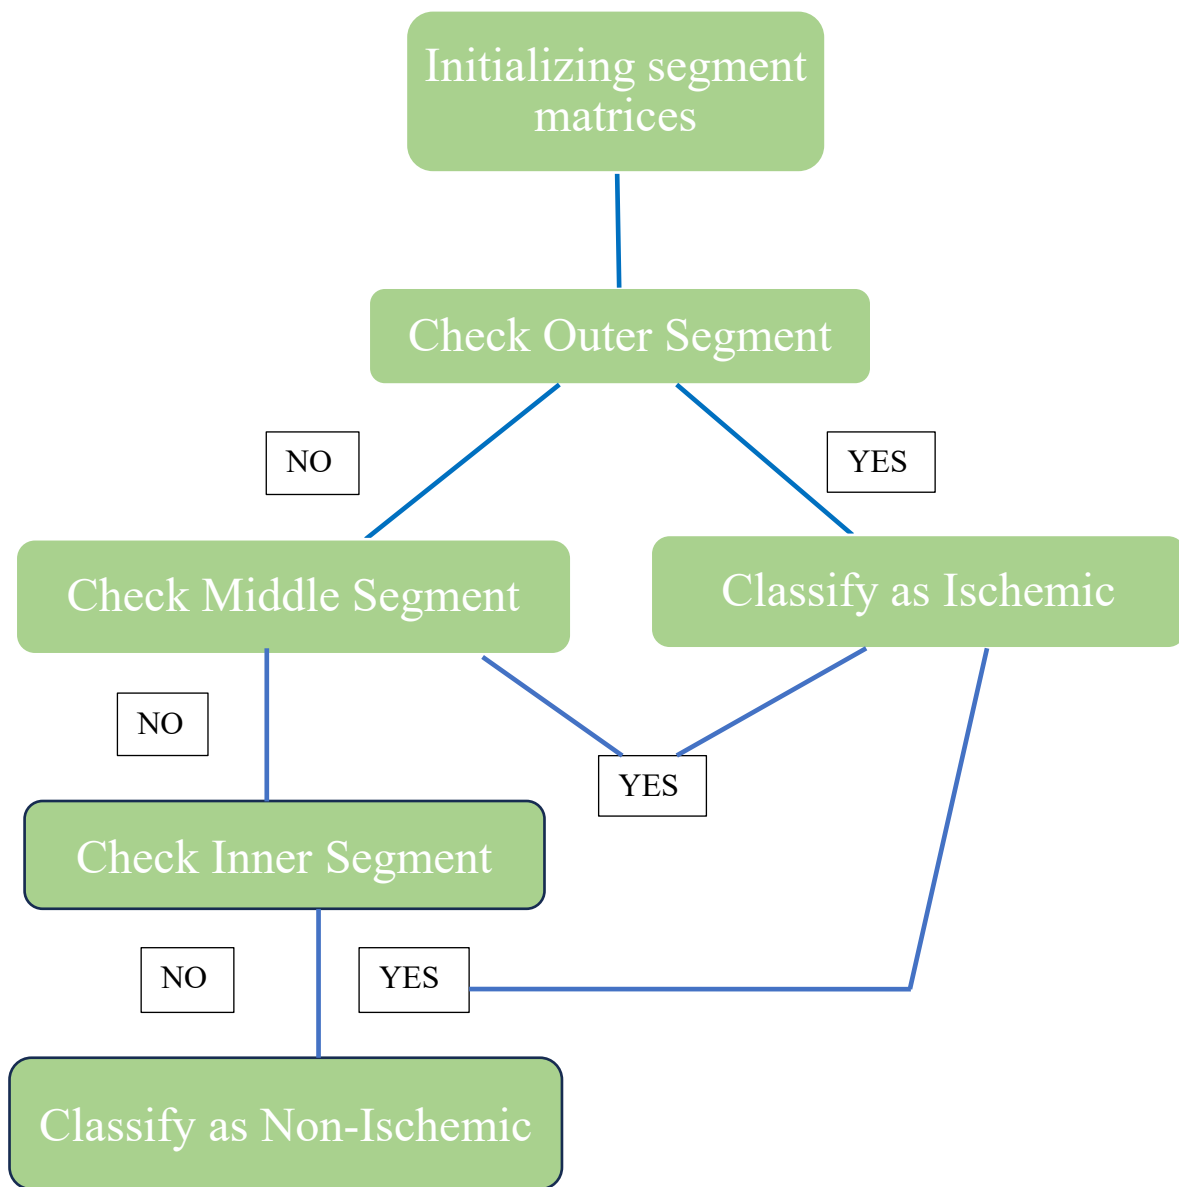 Initializing segment
matrices
Check Outer Segment
NO
YES
Check Middle Segment
Classify as Ischemic
NO
YES
Check Inner Segment
NO
YES
Classify as Non-Ischemic